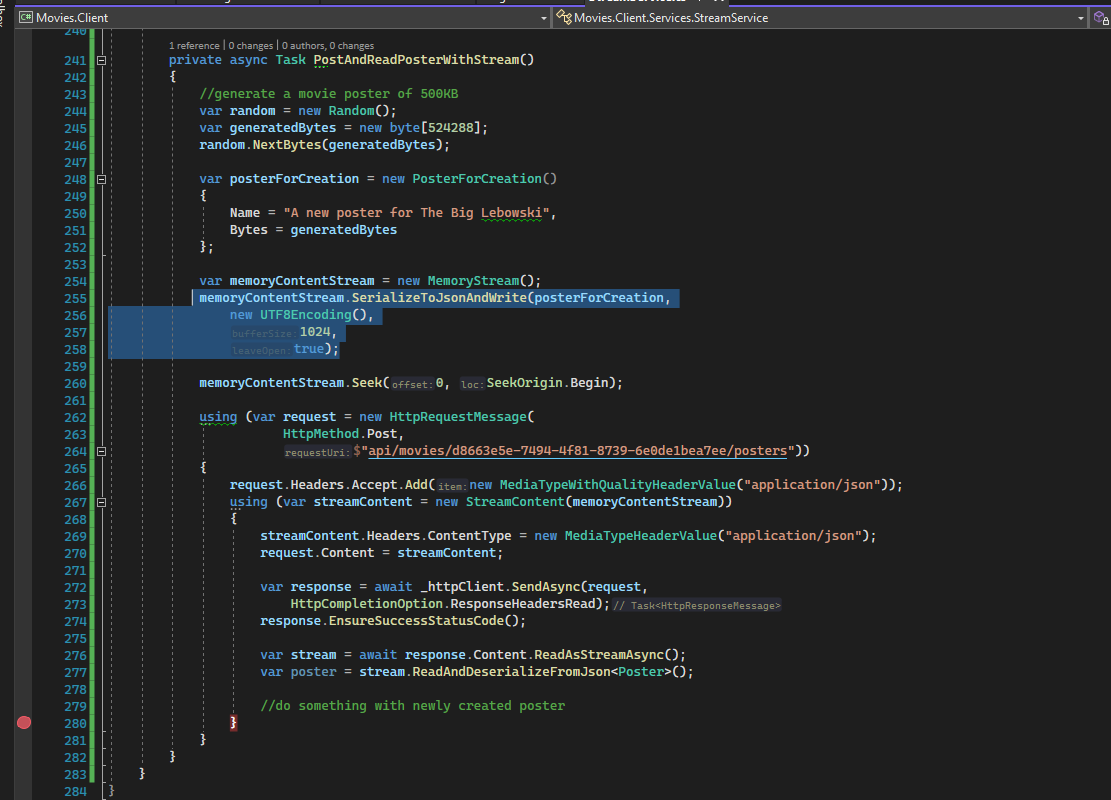 Movies.Client
Movies.Client.Services.StreamService
240
1 reference | 0 changes | 0 authors, 0 changes
241 private async Task PostAndReadPosterWithStream()
242 {
243 //generate a movie poster of 500KB
244 var random = new Random();
245 var generatedBytes = new byte[524288];
246 random.NextBytes(generatedBytes);
247
248 var posterForCreation = new PosterForCreation()
249 {
250 Name = "A new poster for The Big Lebowski",
251 Bytes = generatedBytes
252 };
253
254 var memoryContentStream = new MemoryStream();
255 memoryContentStream.SerializeToJsonAndWrite(posterForCreation,
256 new UTF8Encoding(),
257 bufferSize: 1024,
258 leaveOpen: true);
259
260 memoryContentStream.Seek(offset: 0, loc: SeekOrigin.Begin);
261
262 using (var request = new HttpRequestMessage(
263 HttpMethod.Post,
264 requestUri: $"api/movies/d8663e5e-7494-4f81-8739-6e0de1bea7ee/posters"))
265 {
266 request.Headers.Accept.Add(item: new MediaTypeWithQualityHeaderValue("application/json"));
267 using (var streamContent = new StreamContent(memoryContentStream))
268 {
269 streamContent.Headers.ContentType = new MediaTypeHeaderValue("application/json");
270 request.Content = streamContent;
271
272 var response = await _httpClient.SendAsync(request,
273 HttpCompletionOption.ResponseHeadersRead); // Task<HttpResponseMessage>
274 response.EnsureSuccessStatusCode();
275
276 var stream = await response.Content.ReadAsStreamAsync();
277 var poster = stream.ReadAndDeserializeFromJson<Poster>();
278
279 //do something with newly created poster
280 }
281 }
282 }
283 }
284 }